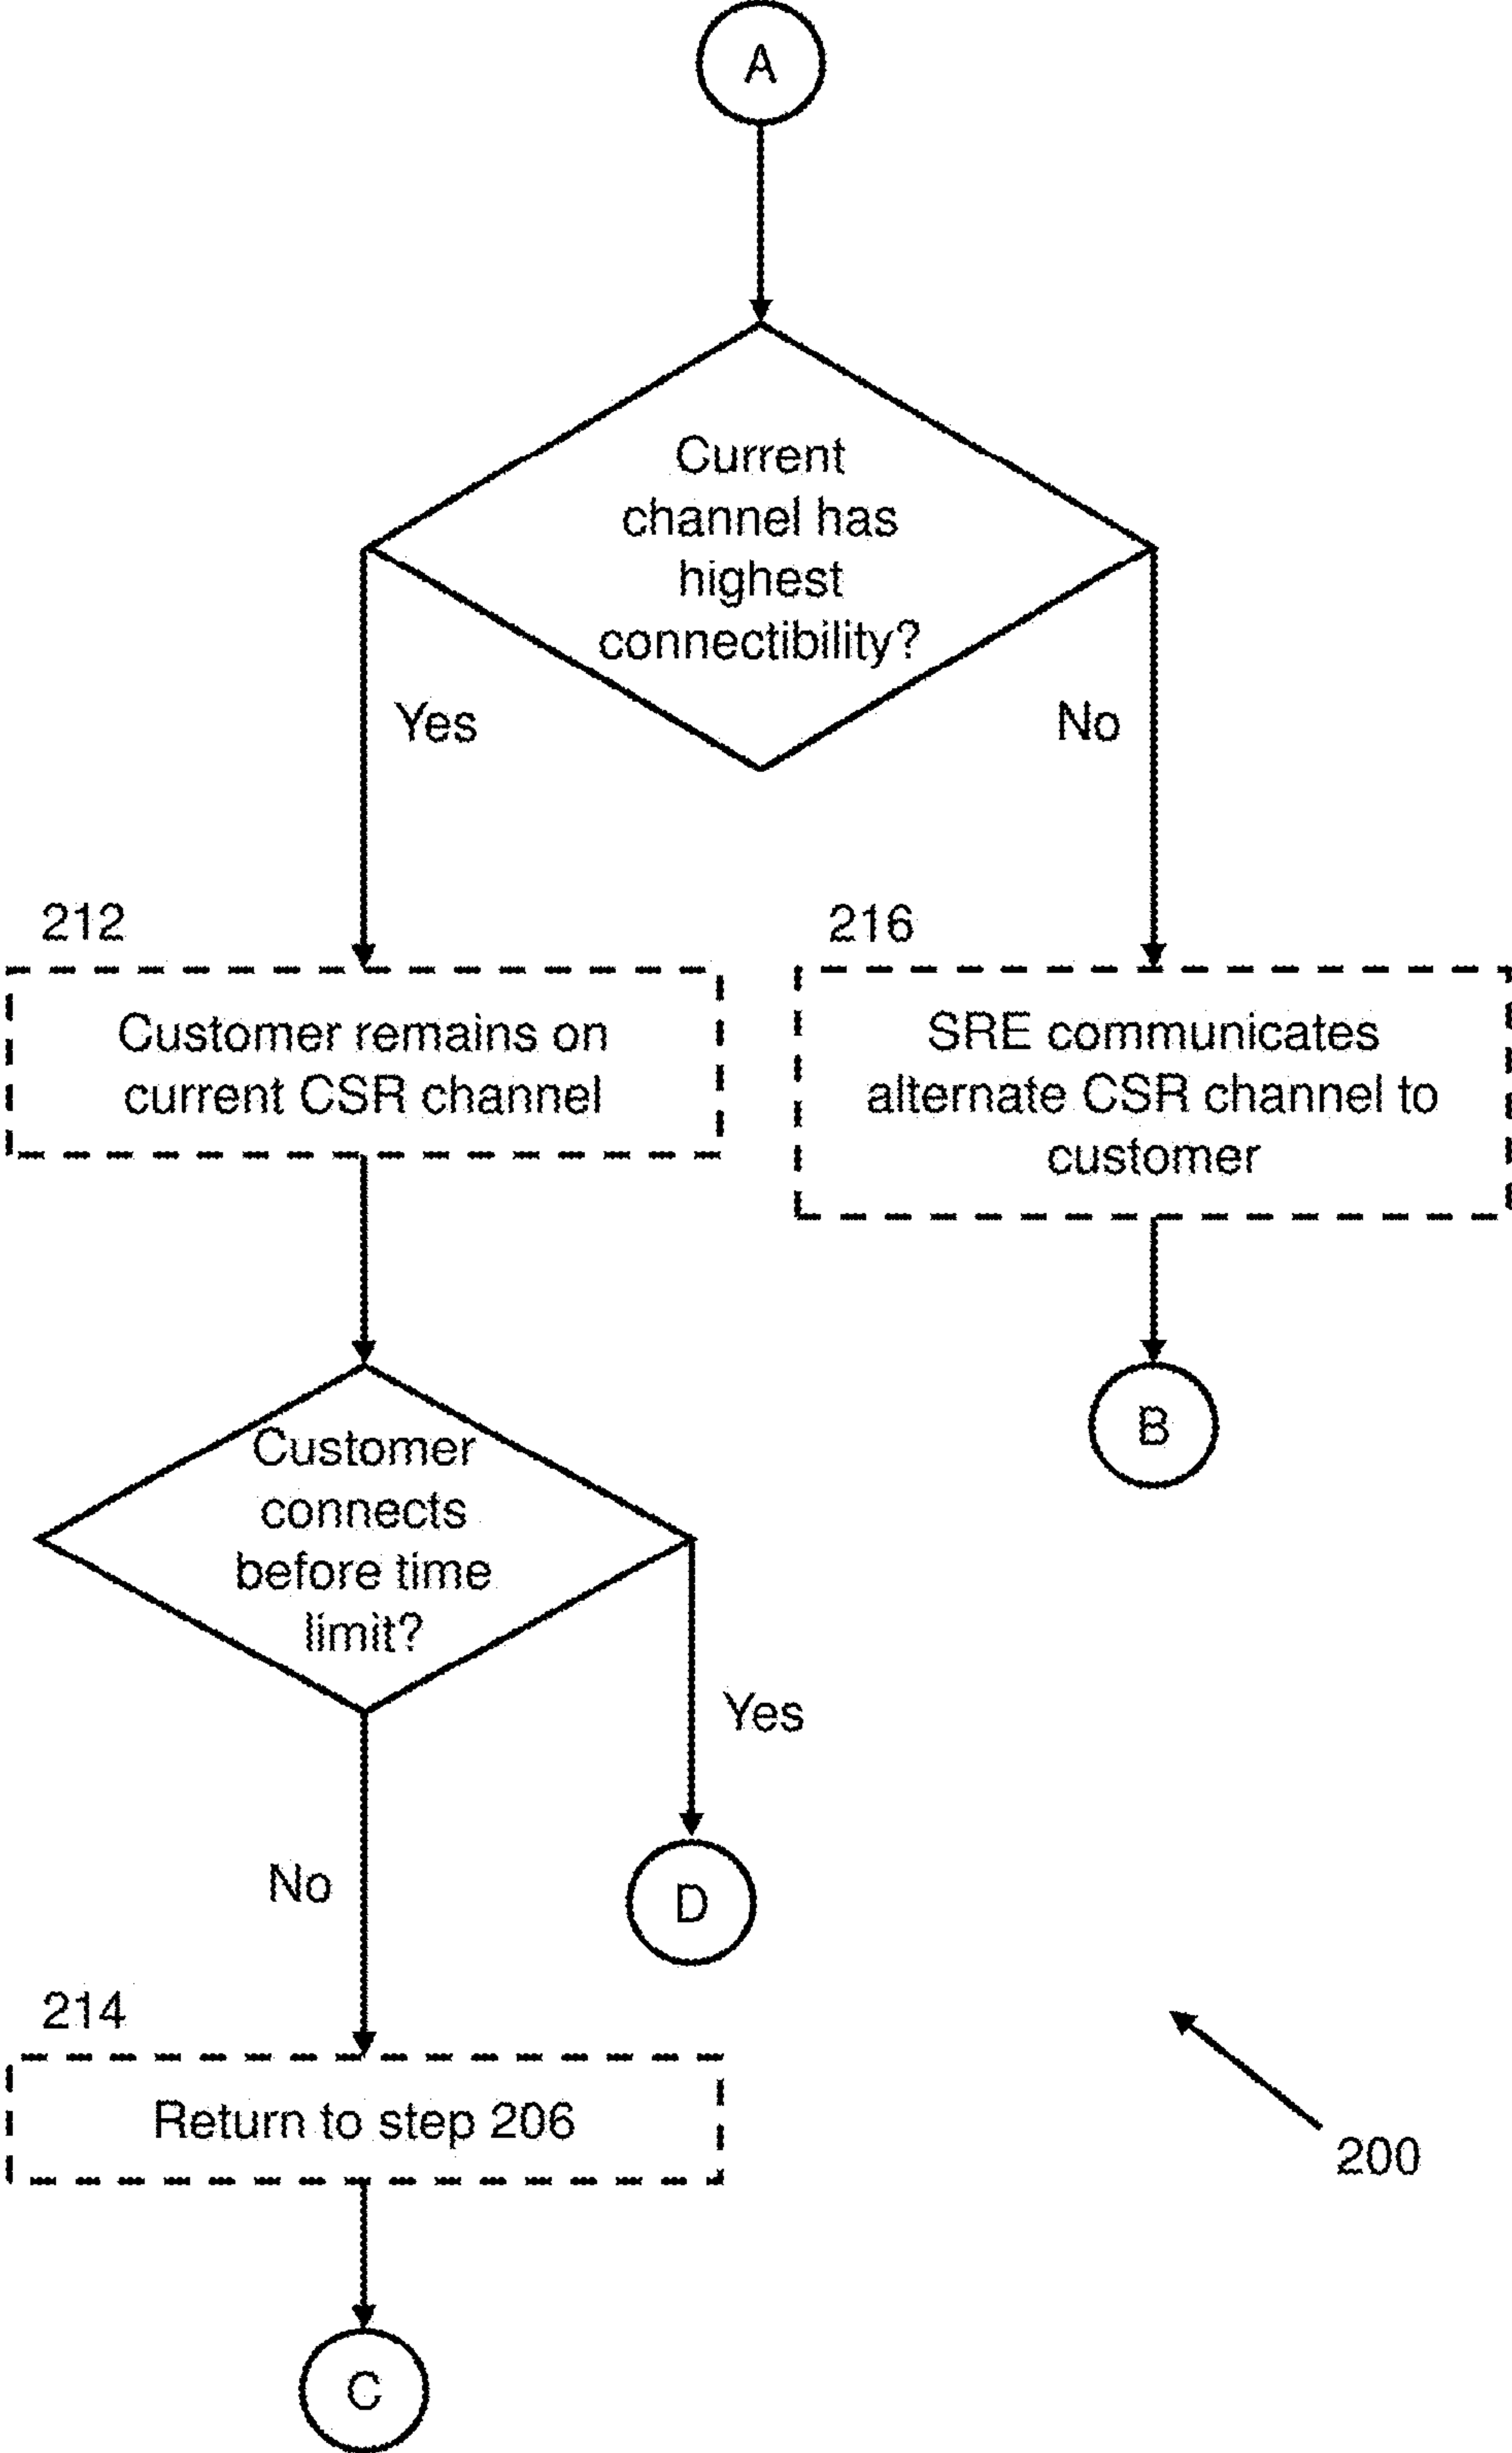 A
Current
channel has
highest
connectibility?
Yes
No
212
216
Customer remains on
current CSR channel
SRE communicates
alternate CSR channel to
customer
B
Customer
connects
before time
limit?
Yes
No
D
214
Return to step 206
200
C